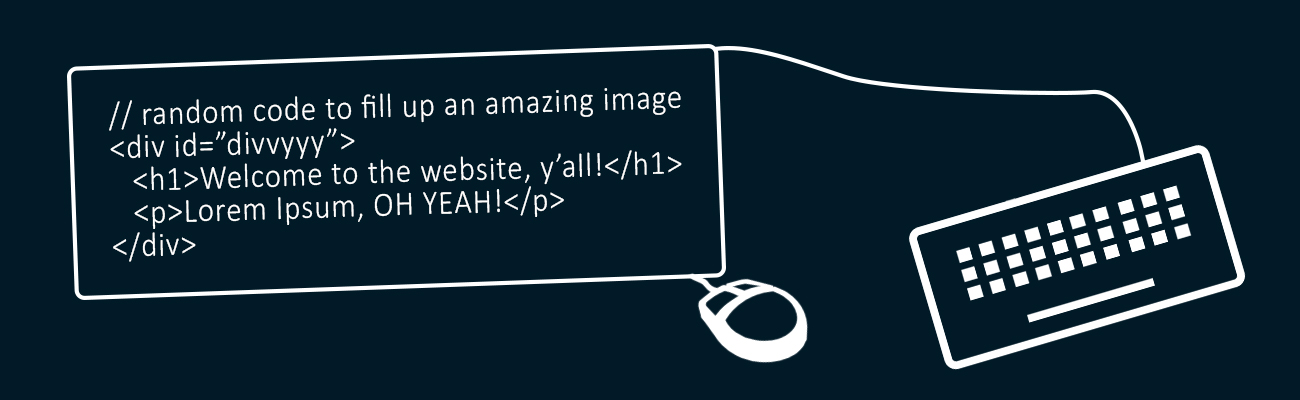 // random code to fill up an amazing image
<div id=”divvyyy”>
<h1>Welcome to the website, y’all!</h1>
<p>Lorem Ipsum, OH YEAH!</p>
</div>